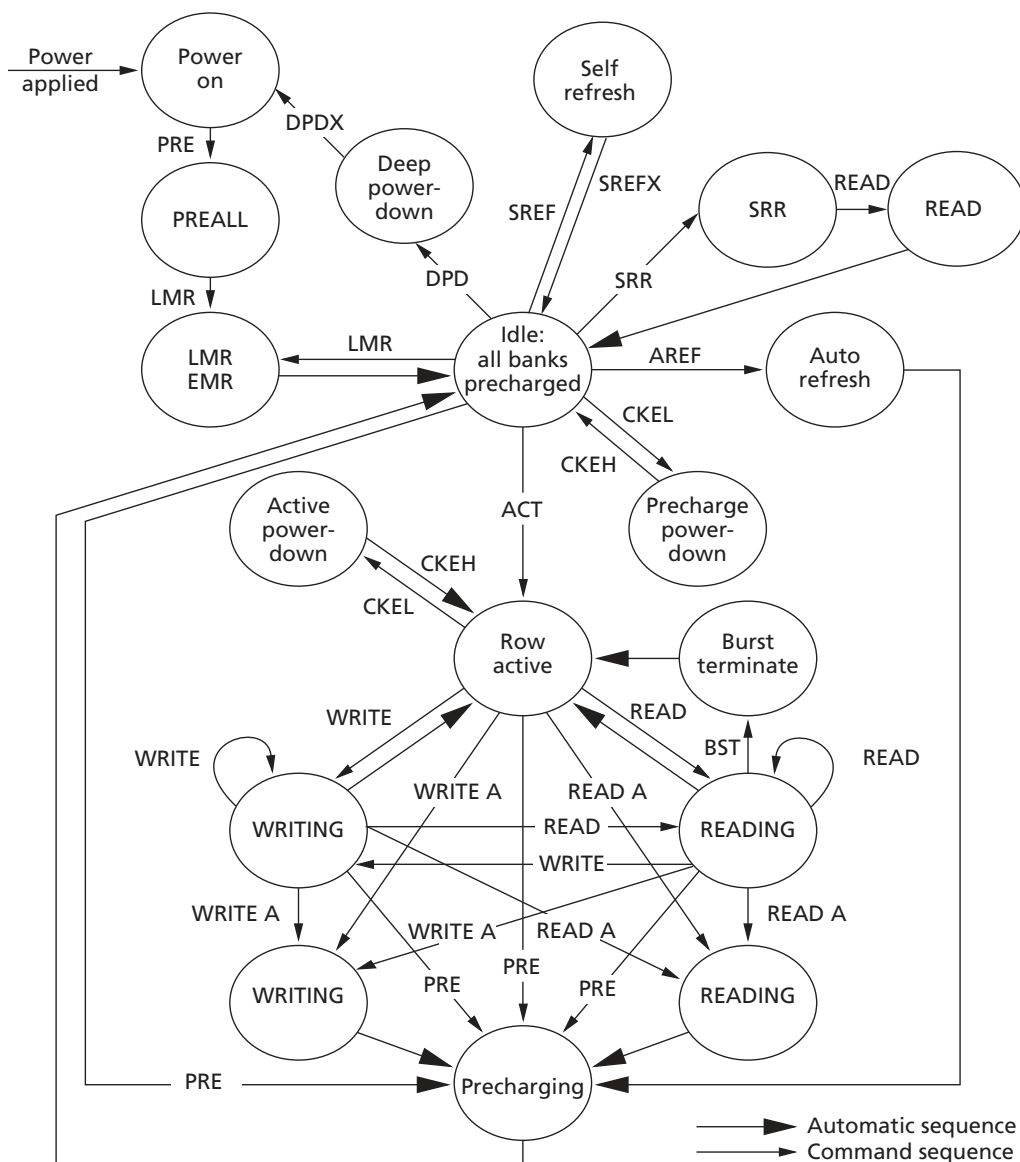 Power
applied
Power
on
PRE
DPDX
Deep
power-
down
Self
refresh
SREF
SREFX
SRR
READ
READ
PREALL
LMR
DPD
SRR
LMR
EMR
LMR
Idle:
all banks
precharged
AREF
Auto
refresh
CKEL
CKEH
Active
power-
down
ACT
Precharge
power-
down
CKEH
CKEL
Row
active
Burst
terminate
WRITE
READ
BST
WRITE
READ
WRITE A
READ A
WRITING
READ
READING
WRITE
WRITE A
READ A
WRITE A
READ A
WRITING
PRE
PRE
PRE
READING
PRE
Precharging
Automatic sequence
Command sequence